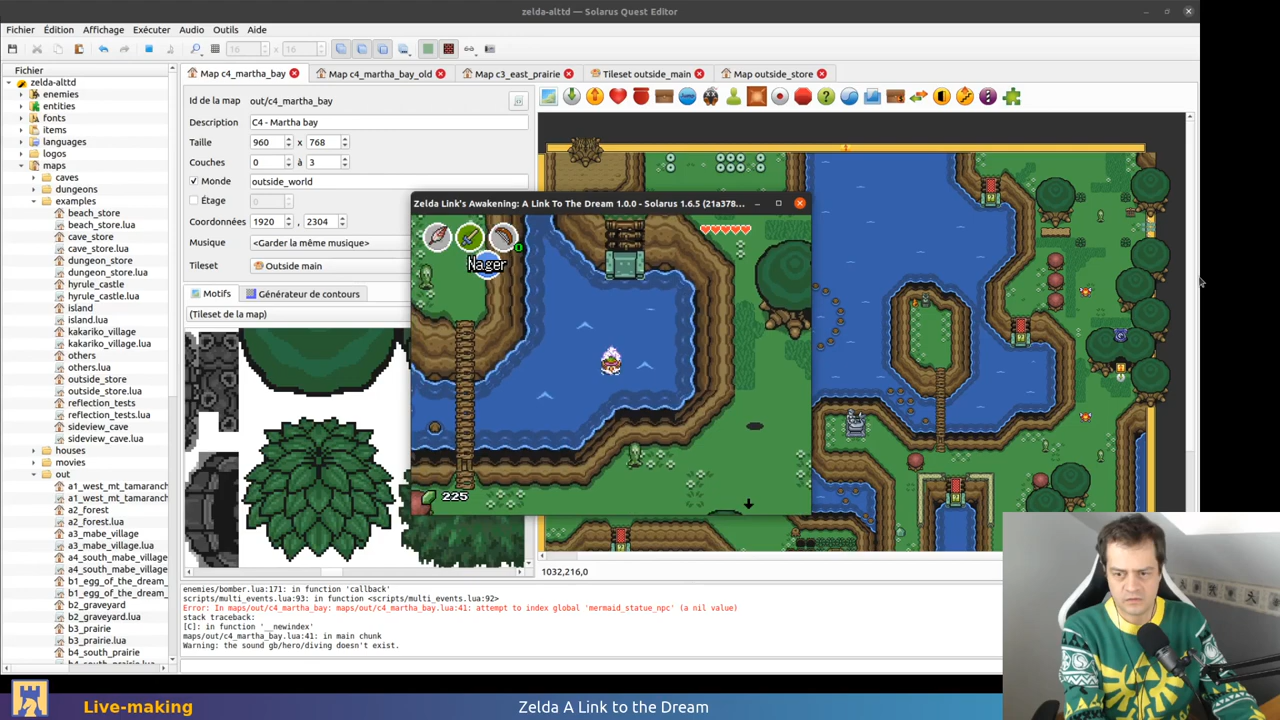 zelda-alttd — Solarus Quest Editor
Fichier Édition Affichage Exécuter Audio Outils Aide
16 x 16
Fichier
zelda-alttd
enemies
entities
fonts
items
languages
logos
maps
caves
dungeons
examples
beach_store
beach_store.lua
cave_store
cave_store.lua
dungeon_store
dungeon_store.lua
hyrule_castle
hyrule_castle.lua
island
island.lua
kakariko_village
kakariko_village.lua
others
others.lua
outside_store
outside_store.lua
reflection_tests
reflection_tests.lua
sideview_cave
sideview_cave.lua
houses
movies
out
a1_west_mt_tamaranch
a1_west_mt_tamaranch
a2_forest
a2_forest.lua
a3_mabe_village
a3_mabe_village.lua
a4_south_mabe_village
a4_south_mabe_village
b1_egg_of_the_dream_
b1_egg_of_the_dream_
b2_graveyard
b2_graveyard.lua
b3_prairie
b3_prairie.lua
b4_south_prairie
b4_south_prairie.lua
Map c4_martha_bay Map c4_martha_bay_old Map c3_east_prairie Tileset outside_main Map outside_store
Id de la map out/c4_martha_bay
Description C4 - Martha bay
Taille 960 x 768
Couches 0 à 3
Monde outside_world
Étage 0
Coordonnées 1920 , 2304
Musique <Garder la même musique>
Tileset Outside main
Motifs Générateur de contours
(Tileset de la map)
Jump
Zelda Link's Awakening: A Link To The Dream 1.0.0 - Solarus 1.6.5 (21a378...
0
Nager
225
1032,216,0
enemies/bomber.lua:171: in function 'callback'
scripts/multi_events.lua:93: in function <scripts/multi_events.lua:92>
Error: In maps/out/c4_martha_bay: maps/out/c4_martha_bay.lua:41: attempt to index global 'mermaid_statue_npc' (a nil value)
stack traceback:
[C]: in function '__newindex'
maps/out/c4_martha_bay.lua:41: in main chunk
Warning: the sound gb/hero/diving doesn't exist.
Live-making
Zelda A Link to the Dream